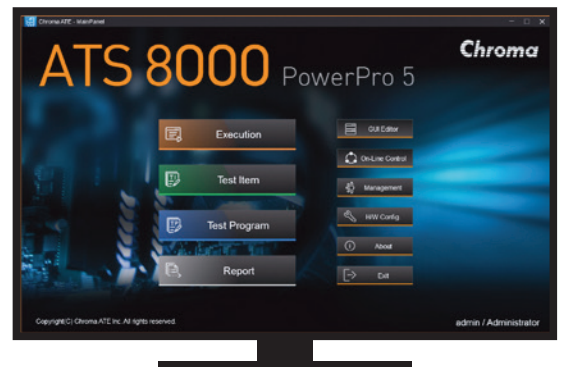 Chroma ATE - MainPanel
Chroma
ATS 8000 PowerPro 5
Execution
Test Item
Test Program
Report
GUI Editor
On-Line Control
Management
H/W Config
About
Exit
Copyright(C) Chroma ATE Inc. All rights reserved.
admin / Administrator